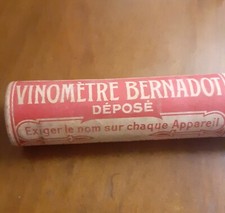 VINOMÈTRE BERNADOT
DÉPOSÉ
Exiger le nom sur chaque Appareil